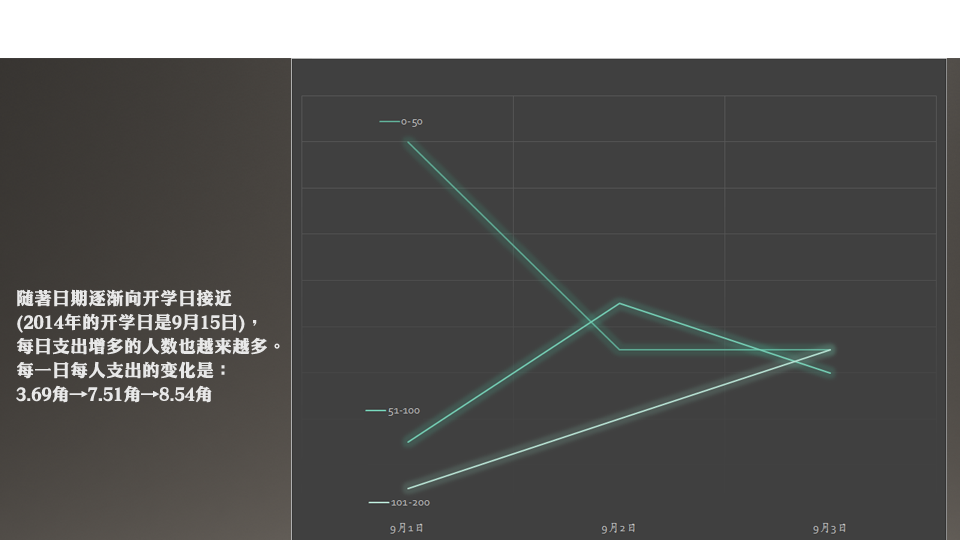 0-50
随著日期逐渐向开学日接近
(2014年的开学日是9月15日)，
每日支出增多的人数也越来越多。
每一日每人支出的变化是：
3.69角→7.51角→8.54角
51-100
101-200
9月1日
9月2日
9月3日